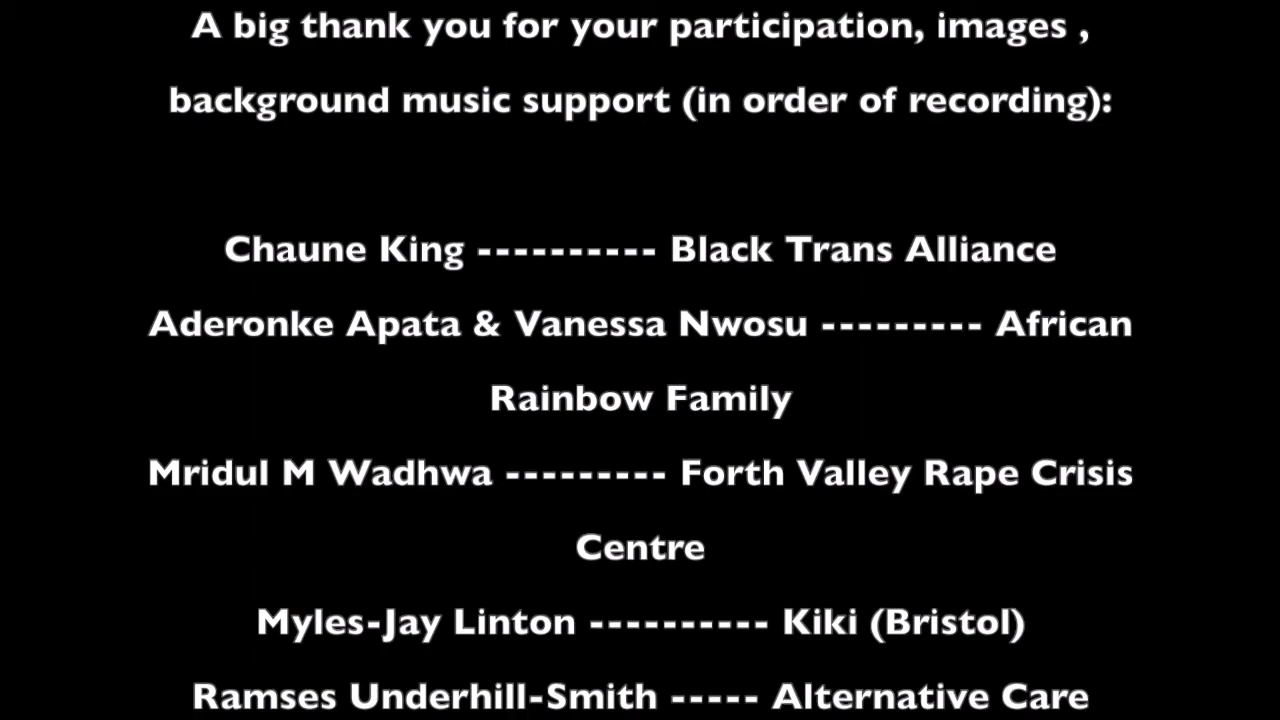 A big thank you for your participation, images ,
background music support (in order of recording):
Chaune King ---------- Black Trans Alliance
Aderonke Apata & Vanessa Nwosu --------- African
Rainbow Family
Mridul M Wadhwa --------- Forth Valley Rape Crisis
Centre
Myles-Jay Linton ---------- Kiki (Bristol)
Ramses Underhill-Smith ----- Alternative Care